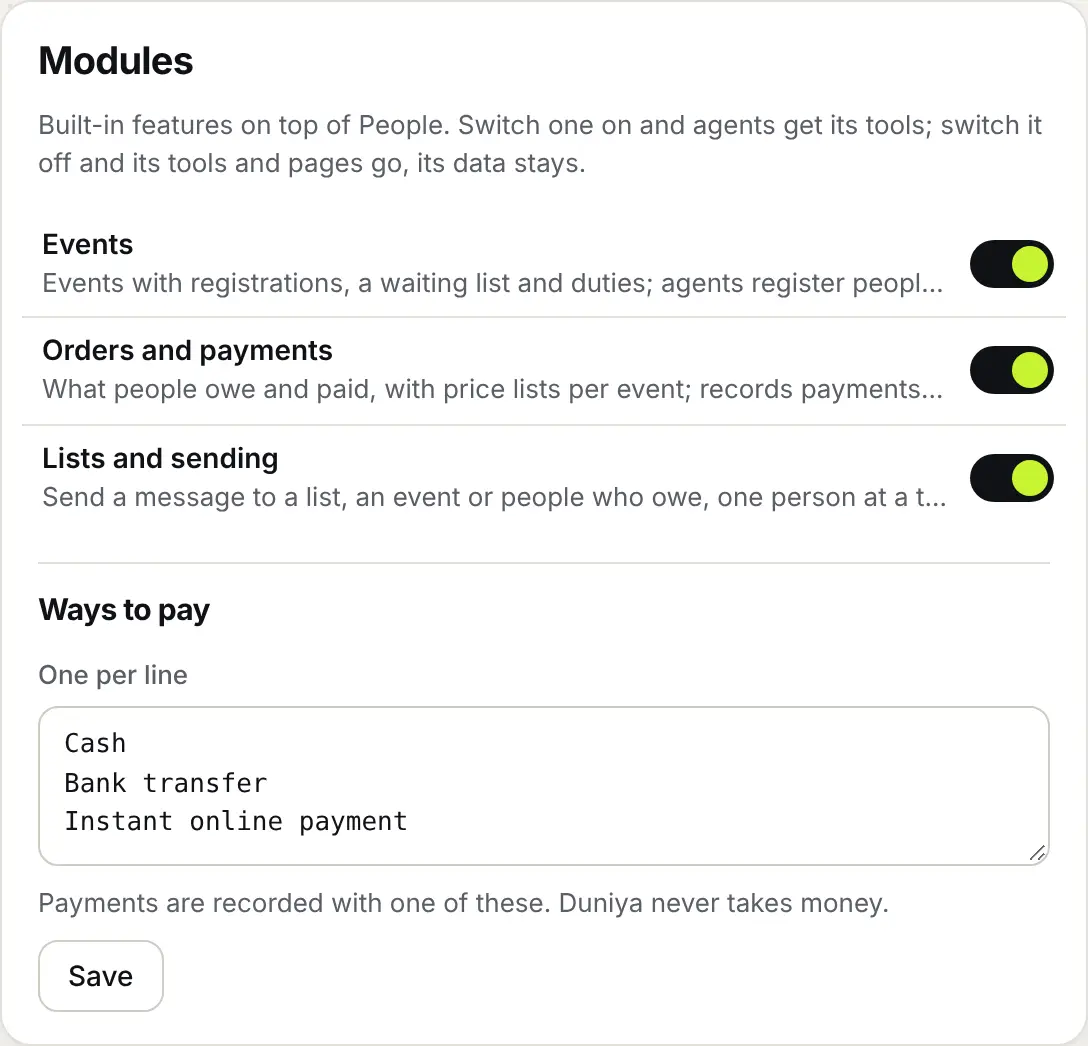 Modules
Built-in features on top of People. Switch one on and agents get its tools; switch it
off and its tools and pages go, its data stays.
Events
Events with registrations, a waiting list and duties; agents register peopl...
Orders and payments
What people owe and paid, with price lists per event; records payments...
Lists and sending
Send a message to a list, an event or people who owe, one person at a t...
Ways to pay
One per line
Cash
Bank transfer
Instant online payment
Payments are recorded with one of these. Duniya never takes money.
Save